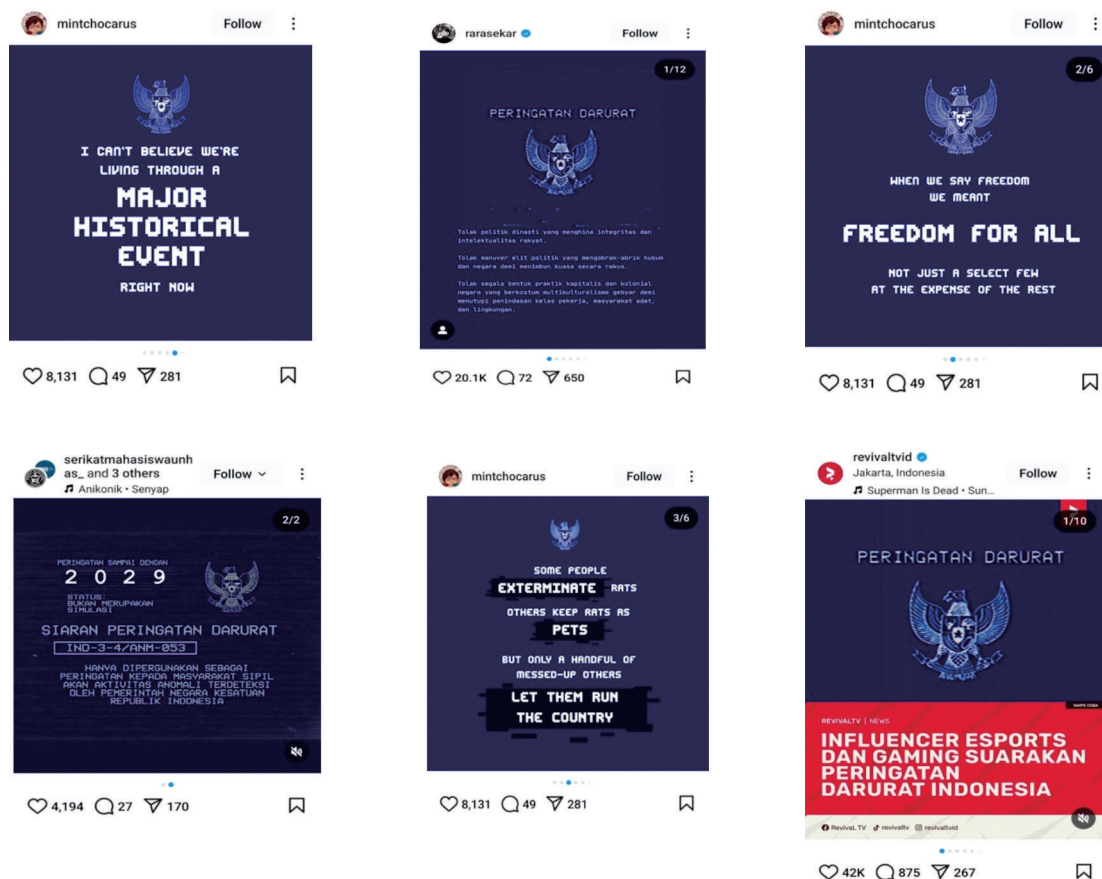 mintchocarus
Follow
I CAN'T BELIEVE WE'RE
LIVING THROUGH A
MAJOR
HISTORICAL
EVENT
RIGHT NOW
8,131 49 281
rarasekar
Follow
1/12
PERINGATAN DARURAT
Tolak politik dinasti yang menghina integritas dan
intelektualitas rakyat.
Tolak manuver elit politik yang mengobrak-abrik hukum
dan negara demi menimbun kuasa secara rakus.
Tolak segala bentuk praktik kapitalis dan kolonial
negara yang berkostum multikulturalisme gebyar demi
menutupi penindasan kelas pekerja, masyarakat adat,
dan lingkungan.
20.1K 72 650
mintchocarus
Follow
2/6
WHEN WE SAY FREEDOM
WE MEANT
FREEDOM FOR ALL
NOT JUST A SELECT FEW
AT THE EXPENSE OF THE REST
8,131 49 281
serikatmahasiswaunh
as_ and 3 others
Anikonik • Senyap
Follow
2/2
PERINGATAN SAMPAI DENGAN
2 0 2 9
STATUS:
BUKAN MERUPAKAN
SIMULASI
SIARAN PERINGATAN DARURAT
IND-3-4/ANM-053
HANYA DIPERGUNAKAN SEBAGAI
PERINGATAN KEPADA MASYARAKAT SIPIL
AKAN AKTIVITAS ANOMALI TERDETEKSI
OLEH PEMERINTAH NEGARA KESATUAN
REPUBLIK INDONESIA
4,194 27 170
mintchocarus
Follow
3/6
SOME PEOPLE
EXTERMINATE RATS
OTHERS KEEP RATS AS
PETS
BUT ONLY A HANDFUL OF
MESSED-UP OTHERS
LET THEM RUN
THE COUNTRY
8,131 49 281
revivaltvid
Jakarta, Indonesia
Superman Is Dead • Sun...
Follow
1/10
PERINGATAN DARURAT
REVIVALTV | NEWS
INFLUENCER ESPORTS
DAN GAMING SUARAKAN
PERINGATAN
DARURAT INDONESIA
RevivaL TV revivaltv revivaltvid
42K 875 267